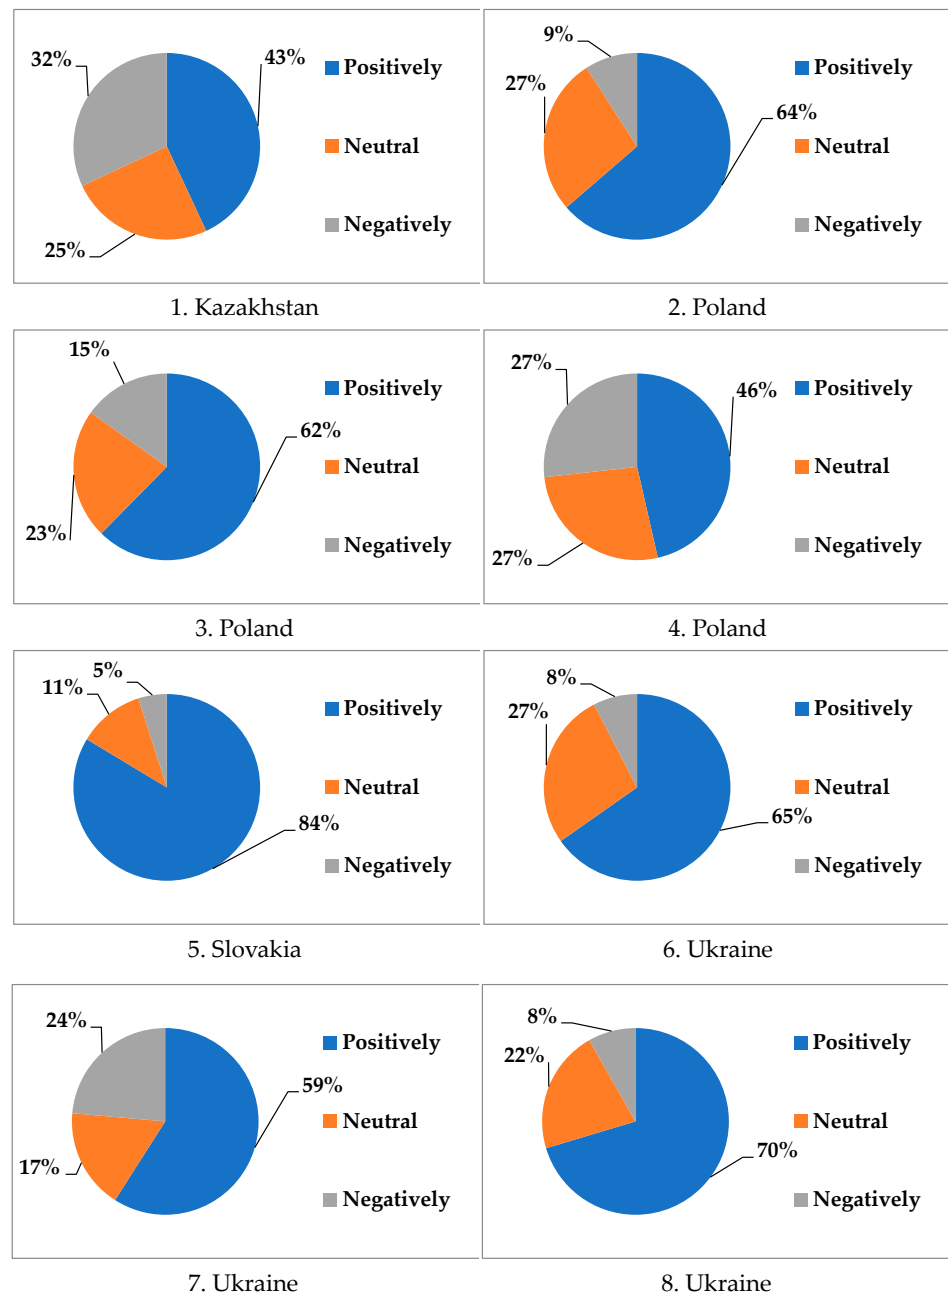 32%
43%
Positively
Neutral
25%
Negatively
1. Kazakhstan
9%
Positively
27%
64%
Neutral
Negatively
2. Poland
15%
Positively
62%
Neutral
23%
Negatively
3. Poland
27%
Positively
46%
Neutral
27%
Negatively
4. Poland
5%
11%
Positively
Neutral
84%
Negatively
5. Slovakia
8%
27%
Positively
Neutral
65%
Negatively
6. Ukraine
24%
Positively
59%
Neutral
17%
Negatively
7. Ukraine
8%
Positively
22%
Neutral
70%
Negatively
8. Ukraine